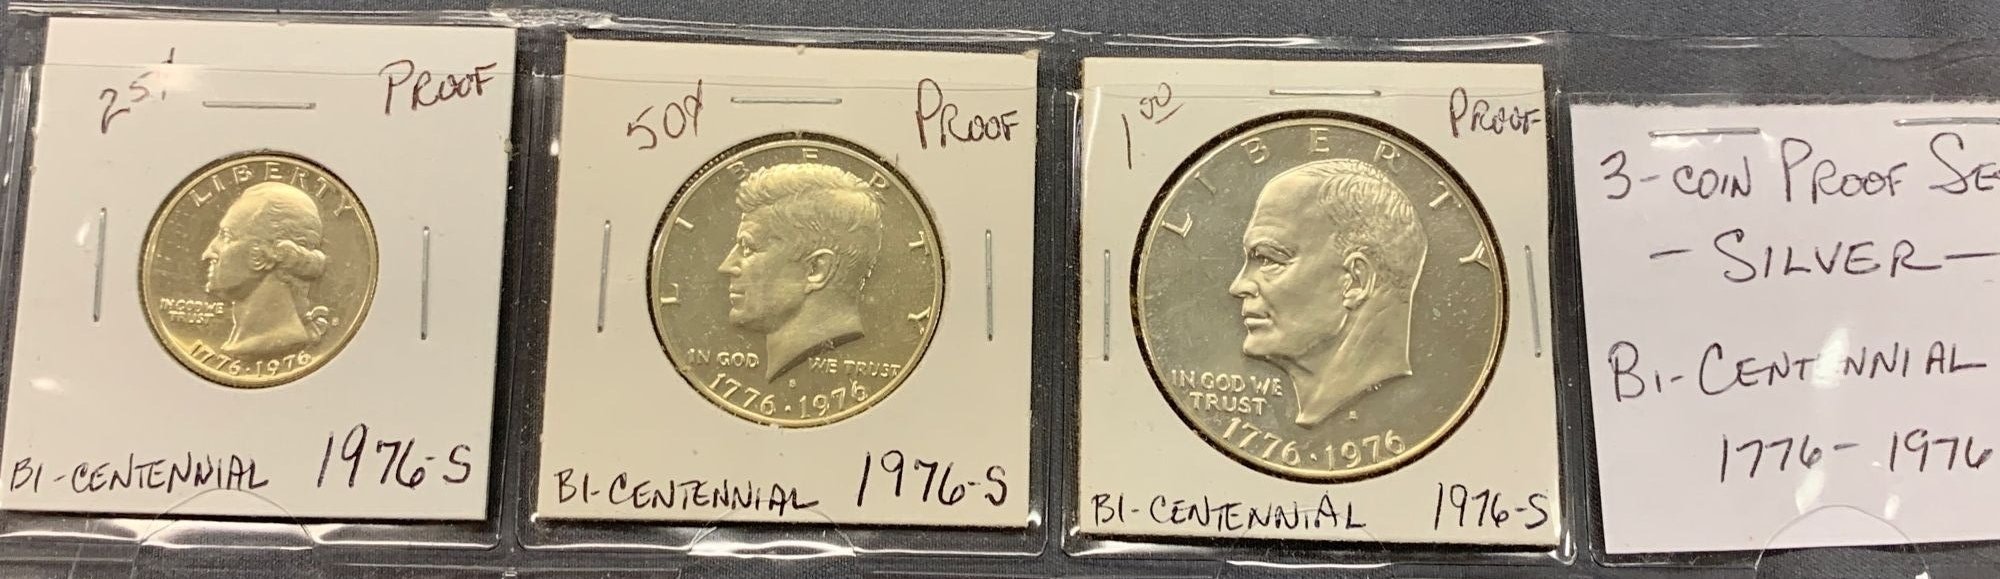 25¢ PROOF
LIBERTY
IN GOD WE
TRUST
S
1776·1976
BI-CENTENNIAL 1976-S
50¢ PROOF
LIBERTY
IN GOD WE TRUST
S
1776·1976
BI-CENTENNIAL 1976-S
1.00 PROOF
LIBERTY
IN GOD WE
TRUST
S
1776·1976
BI-CENTENNIAL 1976-S
3-COIN PROOF SE
- SILVER -
BI-CENTENNIAL
1776-1976